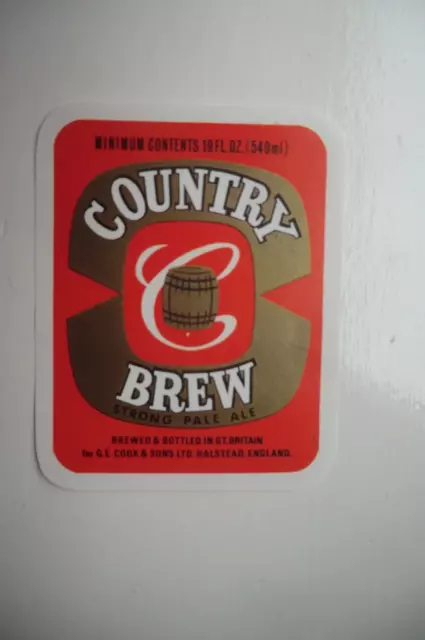 MINIMUM CONTENTS 19 FL.OZ. (540ml)
COUNTRY
C
BREW
STRONG PALE ALE
BREWED & BOTTLED IN GT. BRITAIN
for G.E. COOK & SONS LTD. HALSTEAD, ENGLAND.